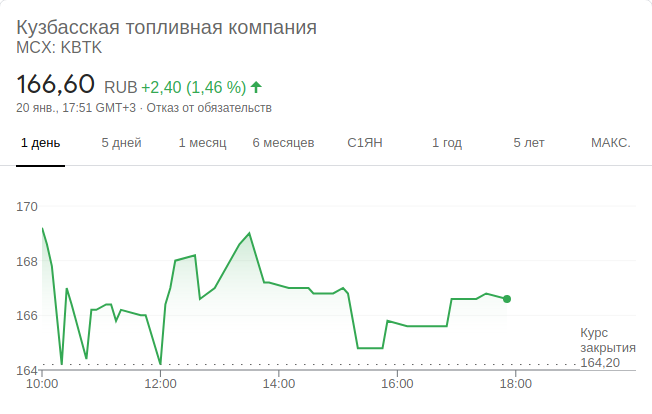 Кузбасская топливная компания
MCX: KBTK
166,60 RUB +2,40 (1,46 %)
20 янв., 17:51 GMT+3 · Отказ от обязательств
1 день 5 дней 1 месяц 6 месяцев С1ЯН 1 год 5 лет МАКС.
170
168
166
Курс
закрытия
164,20
164
10:00 12:00 14:00 16:00 18:00